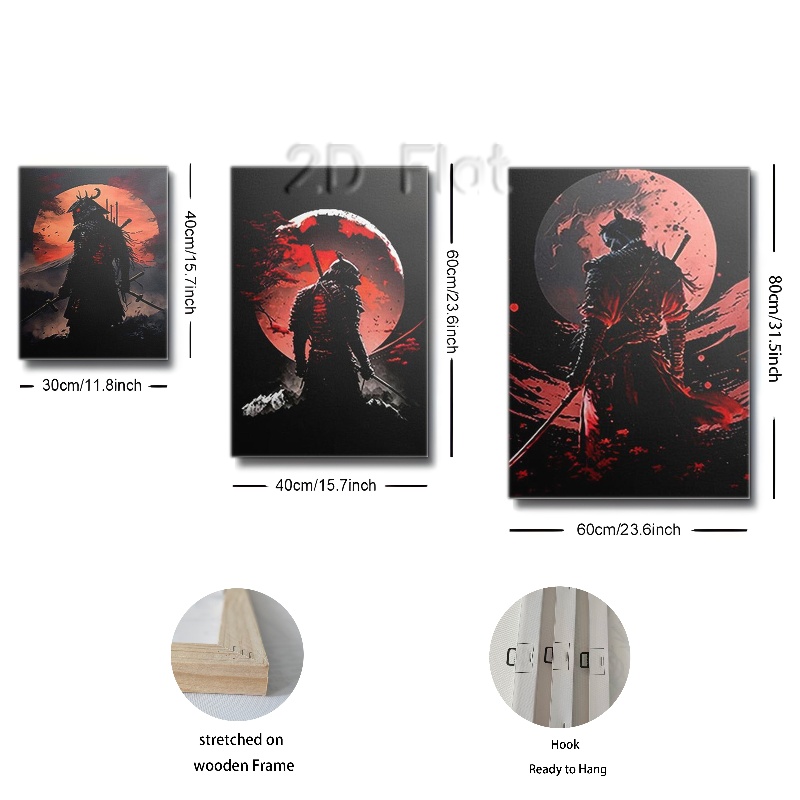 2D Flat
40cm/15.7inch
30cm/11.8inch
60cm/23.6inch
40cm/15.7inch
80cm/31.5inch
60cm/23.6inch
stretched on
wooden Frame
Hook
Ready to Hang